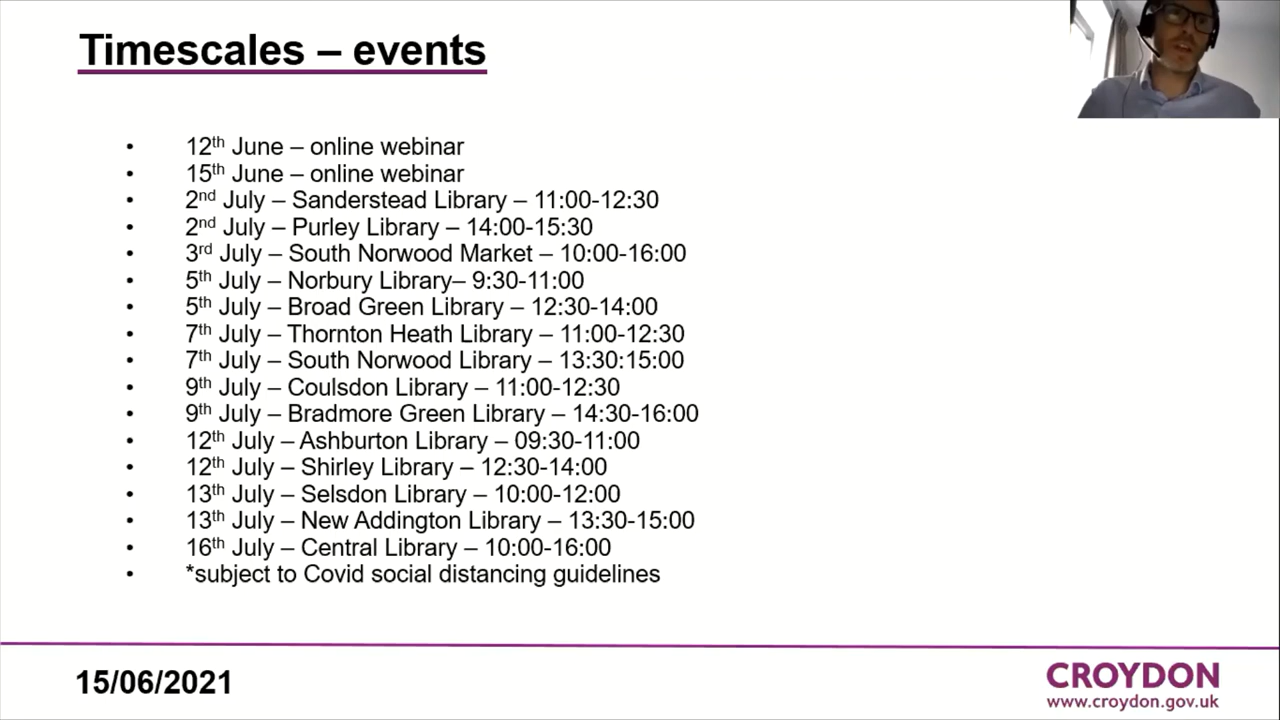 Timescales – events
• 12th June – online webinar
• 15th June – online webinar
• 2nd July – Sanderstead Library – 11:00-12:30
• 2nd July – Purley Library – 14:00-15:30
• 3rd July – South Norwood Market – 10:00-16:00
• 5th July – Norbury Library– 9:30-11:00
• 5th July – Broad Green Library – 12:30-14:00
• 7th July – Thornton Heath Library – 11:00-12:30
• 7th July – South Norwood Library – 13:30:15:00
• 9th July – Coulsdon Library – 11:00-12:30
• 9th July – Bradmore Green Library – 14:30-16:00
• 12th July – Ashburton Library – 09:30-11:00
• 12th July – Shirley Library – 12:30-14:00
• 13th July – Selsdon Library – 10:00-12:00
• 13th July – New Addington Library – 13:30-15:00
• 16th July – Central Library – 10:00-16:00
• *subject to Covid social distancing guidelines
15/06/2021
CROYDON
www.croydon.gov.uk